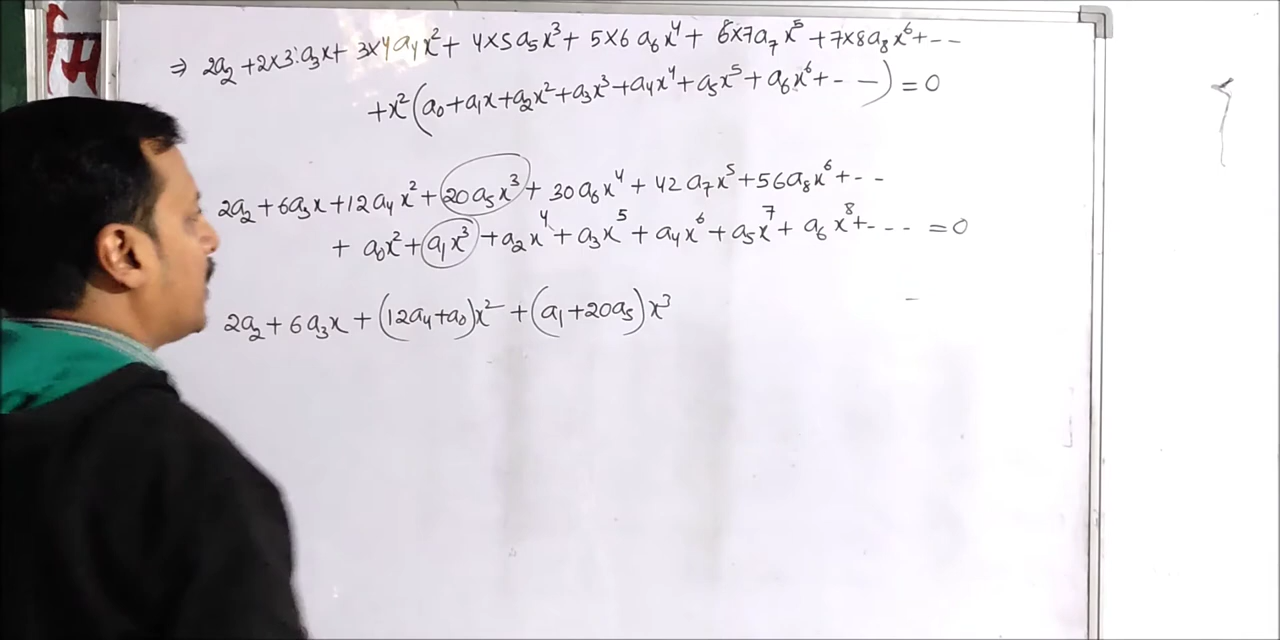 मि
⇒ 2a₂ + 2×3·a₃x + 3×4a₄x² + 4×5a₅x³ + 5×6a₆x⁴ + 6×7a₇x⁵ + 7×8a₈x⁶ + --
+x²(a₀+a₁x+a₂x²+a₃x³+a₄x⁴+a₅x⁵+a₆x⁶+- -) = 0
2a₂+6a₃x+12a₄x²+20a₅x³+30a₆x⁴+42a₇x⁵+56a₈x⁶+--
+ a₀x²+a₁x³+a₂x⁴+a₃x⁵+a₄x⁶+a₅x⁷+a₆x⁸+--- = 0
2a₂+6a₃x+(12a₄+a₀)x²+(a₁+20a₅)x³